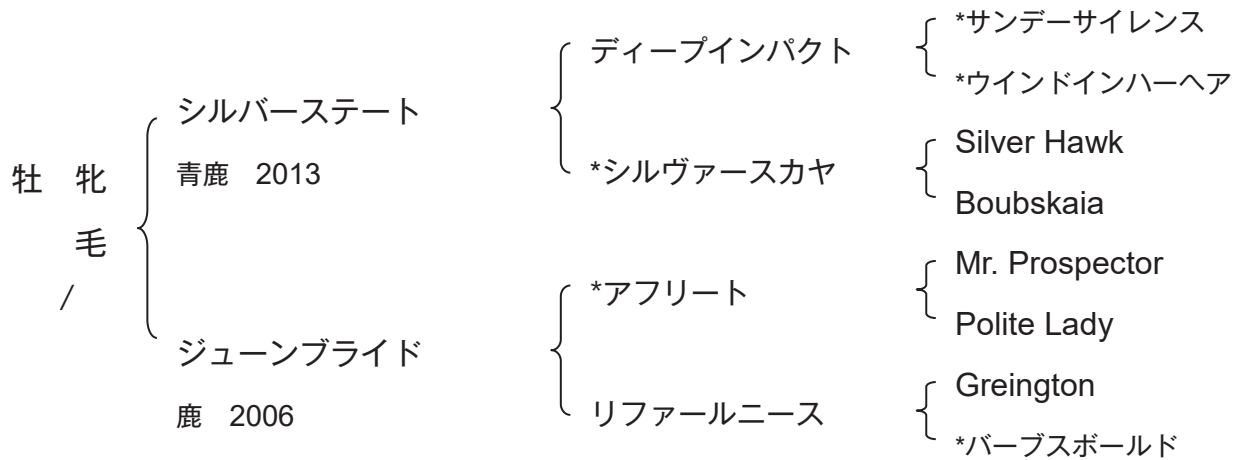 牡　牝
毛
/
シルバーステート
青鹿　2013
ジューンブライド
鹿　2006
ディープインパクト
*シルヴァースカヤ
*アフリート
リファールニース
*サンデーサイレンス
*ウインドインハーヘア
Silver Hawk
Boubskaia
Mr. Prospector
Polite Lady
Greington
*バーブスボールド